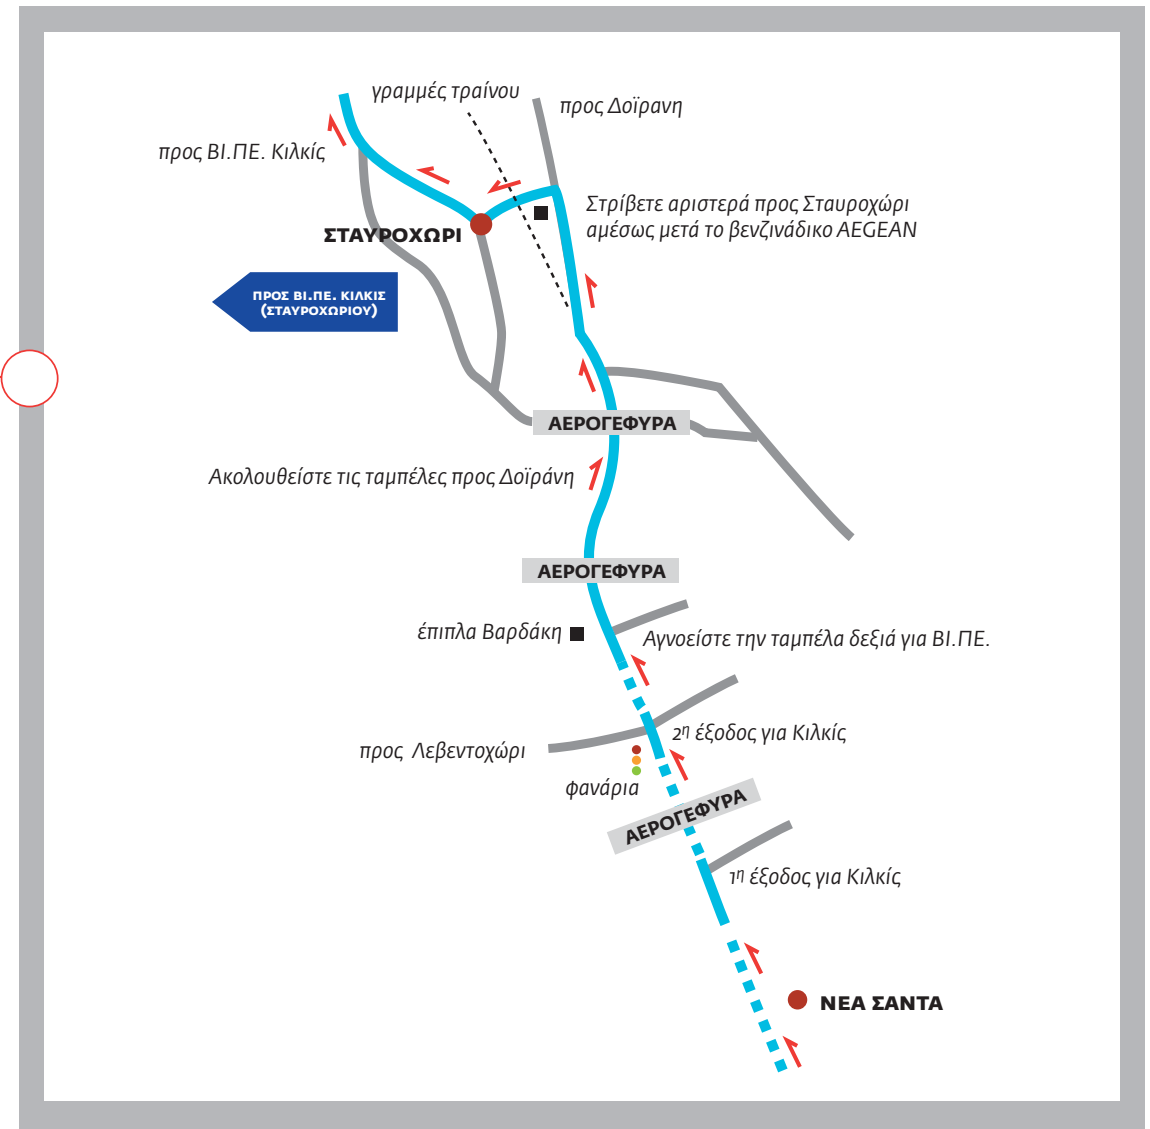 γραμμές τραίνου
προς Δοϊρανη
προς ΒΙ.ΠΕ. Κιλκίς
Στρίβετε αριστερά προς Σταυροχώρι
αμέσως μετά το βενζινάδικο AEGEAN
ΣΤΑΥΡΟΧΩΡΙ
ΠΡΟΣ ΒΙ.ΠΕ. ΚΙΛΚΙΣ
(ΣΤΑΥΡΟΧΩΡΙΟΥ)
ΑΕΡΟΓΕΦΥΡΑ
Ακολουθείστε τις ταμπέλες προς Δοϊράνη
ΑΕΡΟΓΕΦΥΡΑ
έπιπλα Βαρδάκη
Αγνοείστε την ταμπέλα δεξιά για ΒΙ.ΠΕ.
2η έξοδος για Κιλκίς
προς Λεβεντοχώρι
φανάρια
ΑΕΡΟΓΕΦΥΡΑ
1η έξοδος για Κιλκίς
ΝΕΑ ΣΑΝΤΑ